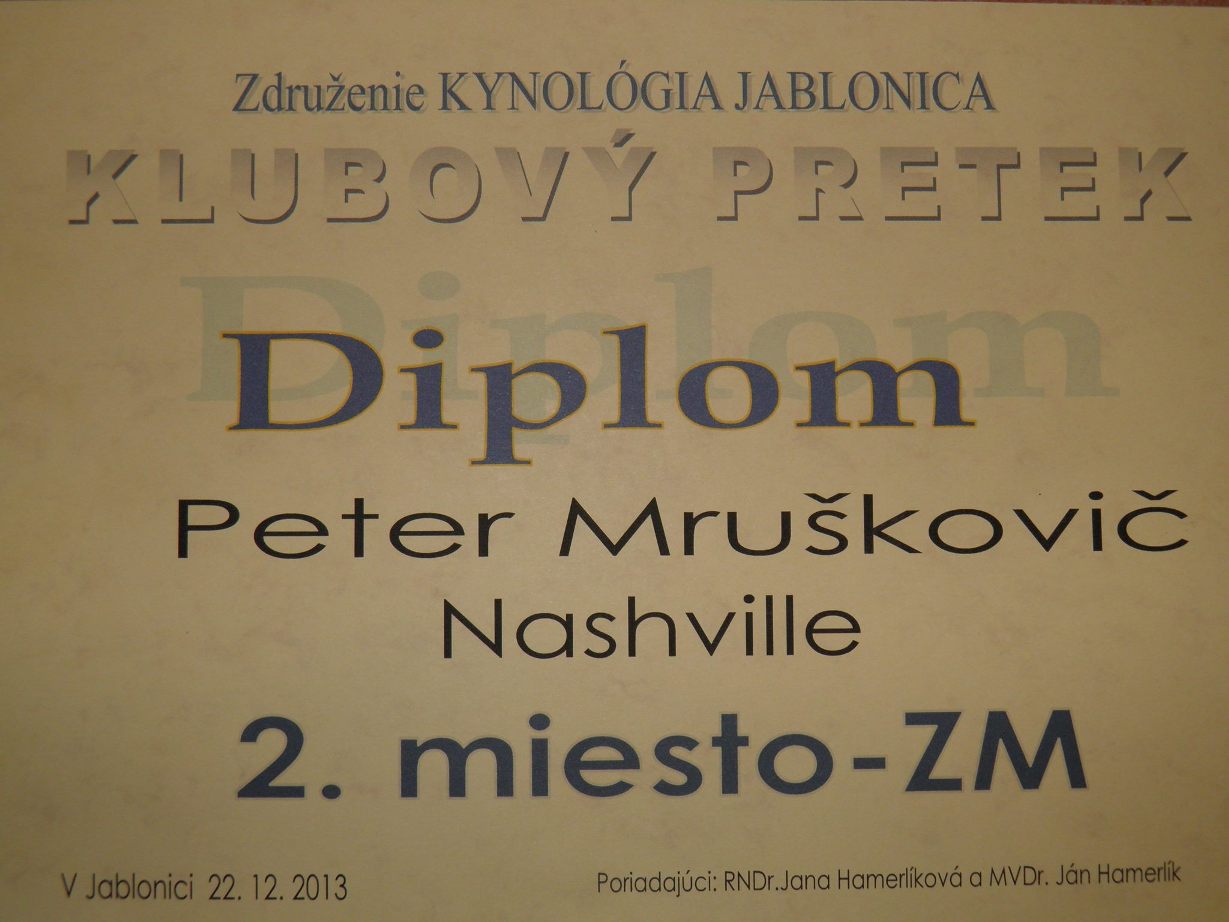 Združenie KYNOLÓGIA JABLONICA
KLUBOVÝ PRETEK
Diplom
Diplom
Peter Mruškovič
Nashville
2. miesto-ZM
V Jablonici 22. 12. 2013
Poriadajúci: RNDr.Jana Hamerlíková a MVDr. Ján Hamerlík